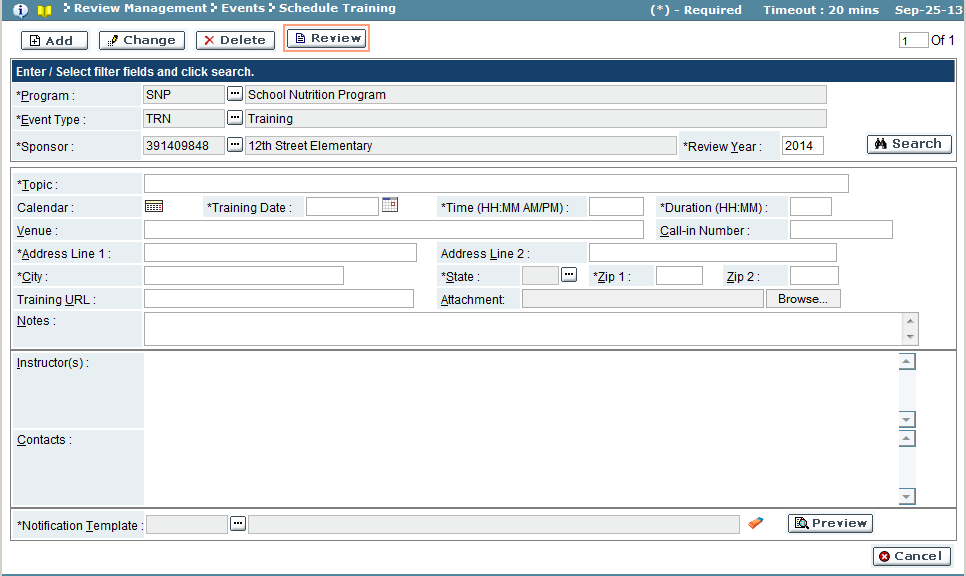 Review Management > Events > Schedule Training (*) - Required Timeout : 20 mins Sep-25-13
Add Change Delete Review 1 Of 1
Enter / Select filter fields and click search.
*Program : SNP ... School Nutrition Program
*Event Type : TRN ... Training
*Sponsor : 391409848 ... 12th Street Elementary *Review Year : 2014 Search
*Topic :
Calendar : *Training Date : *Time (HH:MM AM/PM) : *Duration (HH:MM) :
Venue : Call-in Number :
*Address Line 1 : Address Line 2 :
*City : *State : ... *Zip 1 : Zip 2 :
Training URL : Attachment: Browse...
Notes :
Instructor(s) :
Contacts :
*Notification Template : ... Preview
Cancel